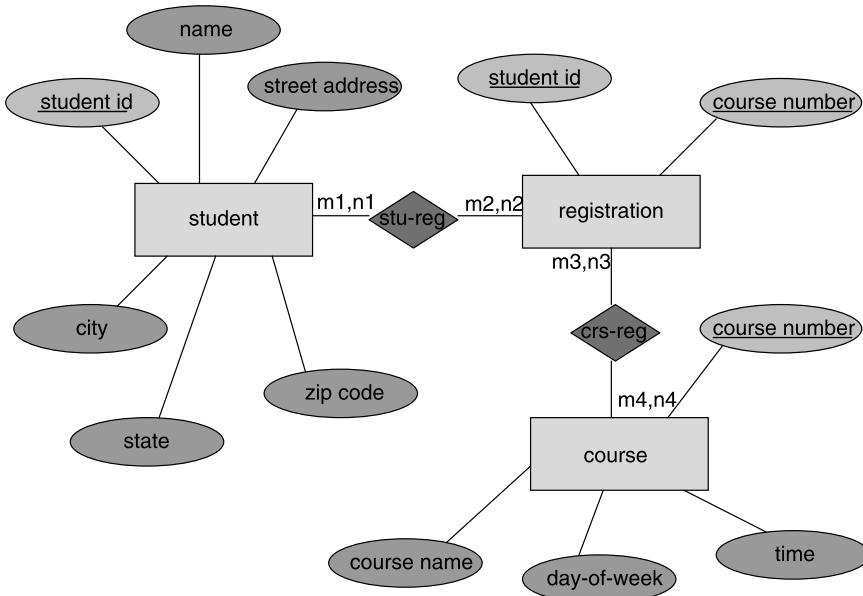 name
student id
street address
student id
course number
student
m1,n1
stu-reg
m2,n2
registration
m3,n3
city
crs-reg
course number
zip code
m4,n4
state
course
course name
day-of-week
time